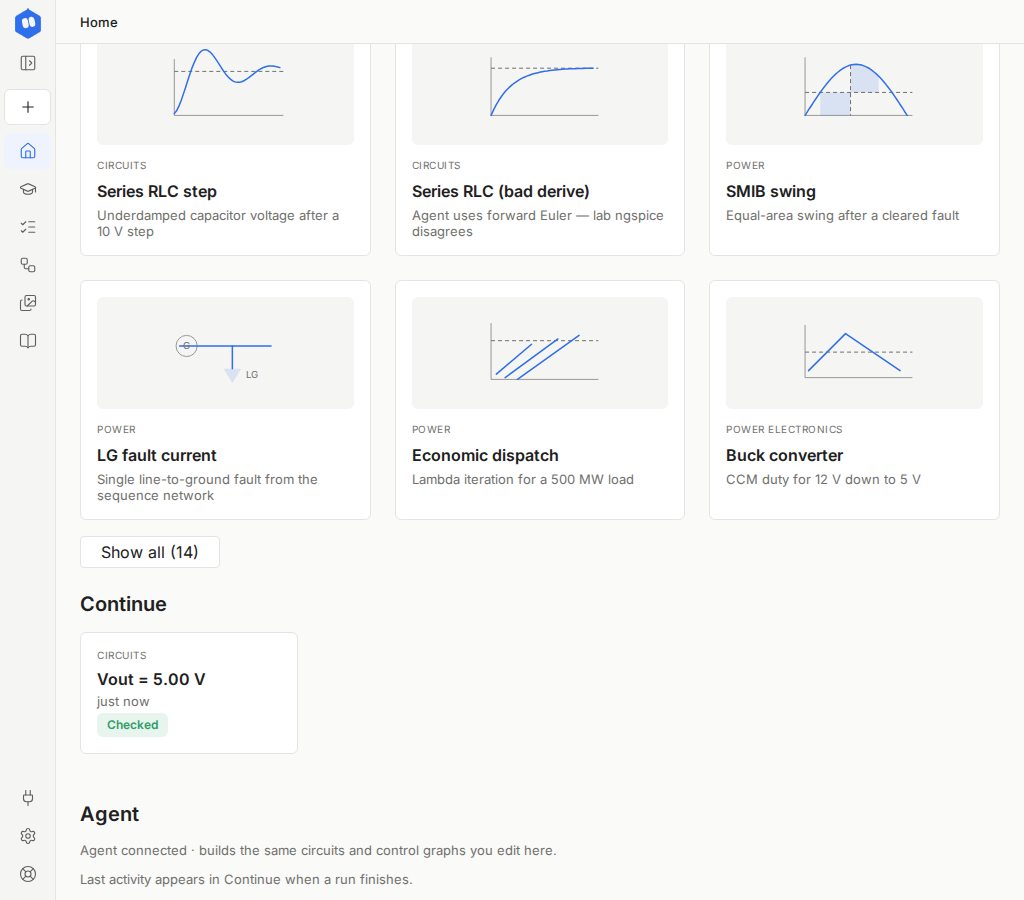 Home
CIRCUITS
Series RLC step
Underdamped capacitor voltage after a
10 V step
CIRCUITS
Series RLC (bad derive)
Agent uses forward Euler — lab ngspice
disagrees
POWER
SMIB swing
Equal-area swing after a cleared fault
G
LG
POWER
LG fault current
Single line-to-ground fault from the
sequence network
POWER
Economic dispatch
Lambda iteration for a 500 MW load
POWER ELECTRONICS
Buck converter
CCM duty for 12 V down to 5 V
Show all (14)
Continue
CIRCUITS
Vout = 5.00 V
just now
Checked
Agent
Agent connected · builds the same circuits and control graphs you edit here.
Last activity appears in Continue when a run finishes.